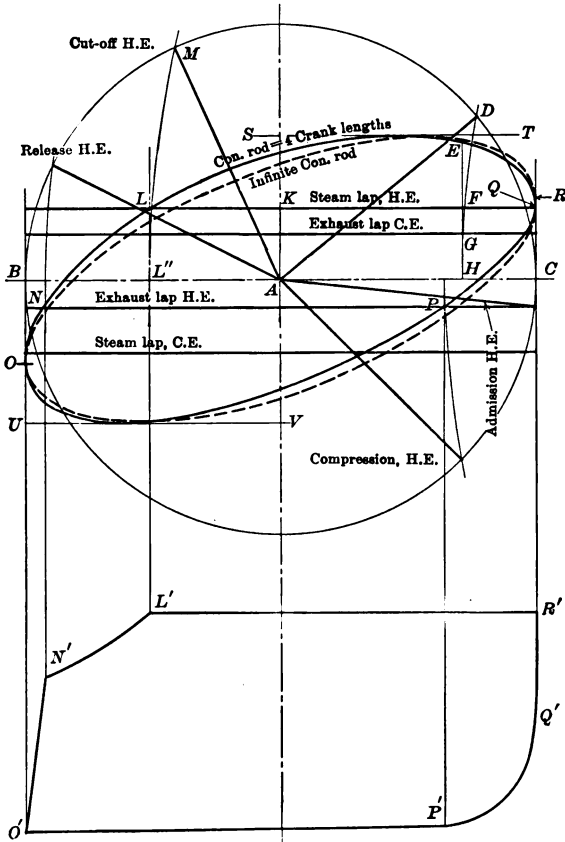 Cut-off H.E.
M
D
S
T
Con. rod = 4 Crank lengths
E
Release H.E.
Infinite Con. rod
L
K
Steam lap, H.E.
F
Q
R
Exhaust lap C.E.
G
B
L″
A
H
C
N
Exhaust lap H.E.
P
Admission H.E.
Steam lap, C.E.
O
U
V
Compression, H.E.
L′
R′
N′
Q′
P′
O′